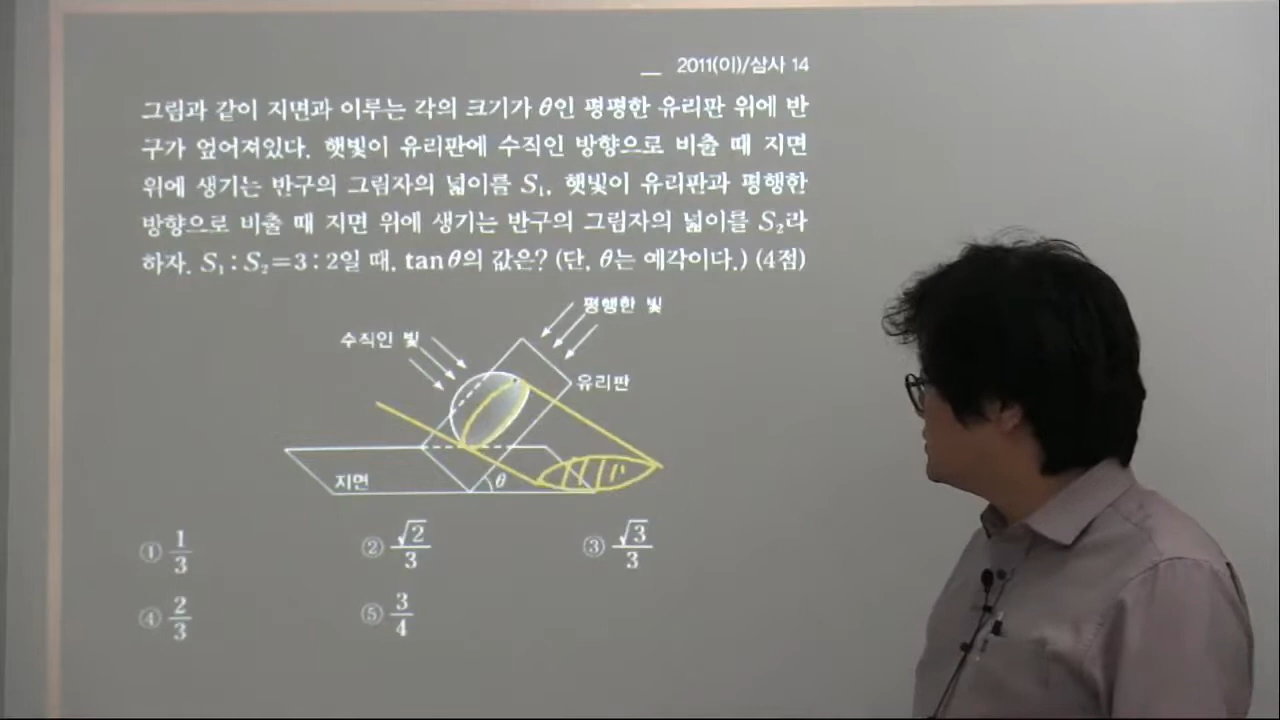 2011(이)/삼사 14
그림과 같이 지면과 이루는 각의 크기가 θ인 평평한 유리판 위에 반
구가 엎어져있다. 햇빛이 유리판에 수직인 방향으로 비출 때 지면
위에 생기는 반구의 그림자의 넓이를 S₁, 햇빛이 유리판과 평행한
방향으로 비출 때 지면 위에 생기는 반구의 그림자의 넓이를 S₂라
하자. S₁ : S₂=3 : 2일 때, tanθ의 값은? (단, θ는 예각이다.) (4점)
평행한 빛
수직인 빛
유리판
지면
θ
① 1/3 ② √2/3 ③ √3/3
④ 2/3 ⑤ 3/4